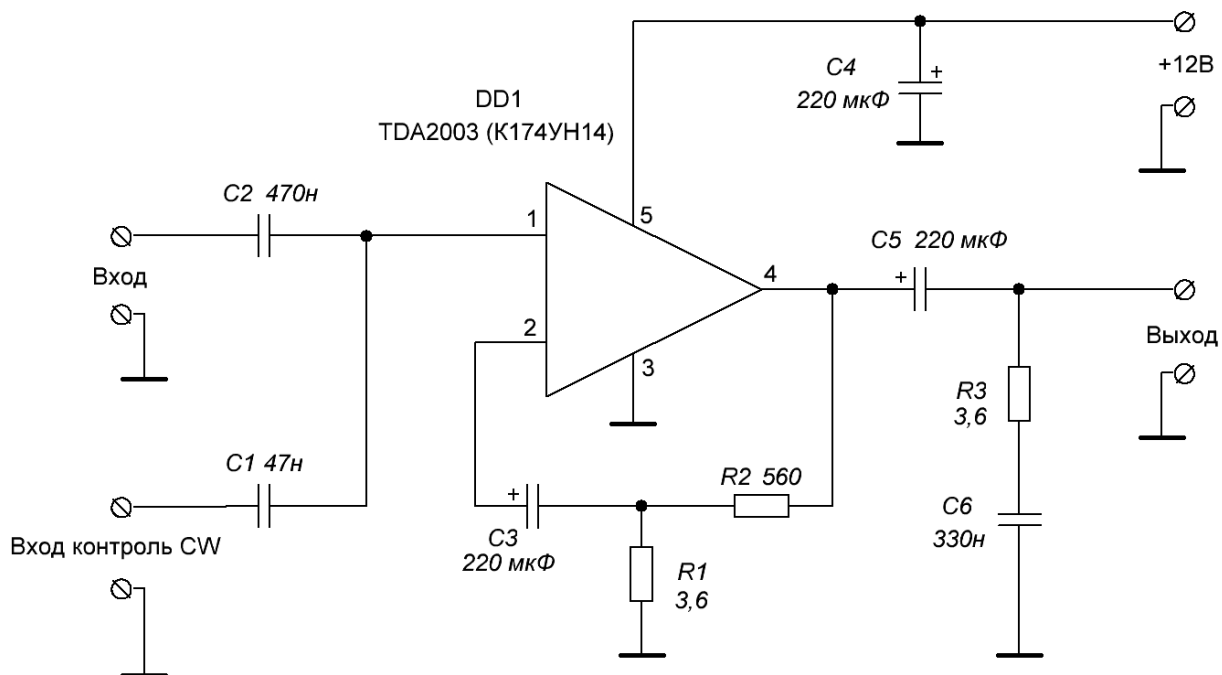 C4
220 мкФ
+
+12В
DD1
TDA2003 (К174УН14)
C2 470н
1
5
Вход
C5 220 мкФ
+
4
2
3
Выход
R3
3,6
C1 47н
R2 560
+
C3
220 мкФ
C6
330н
Вход контроль CW
R1
3,6